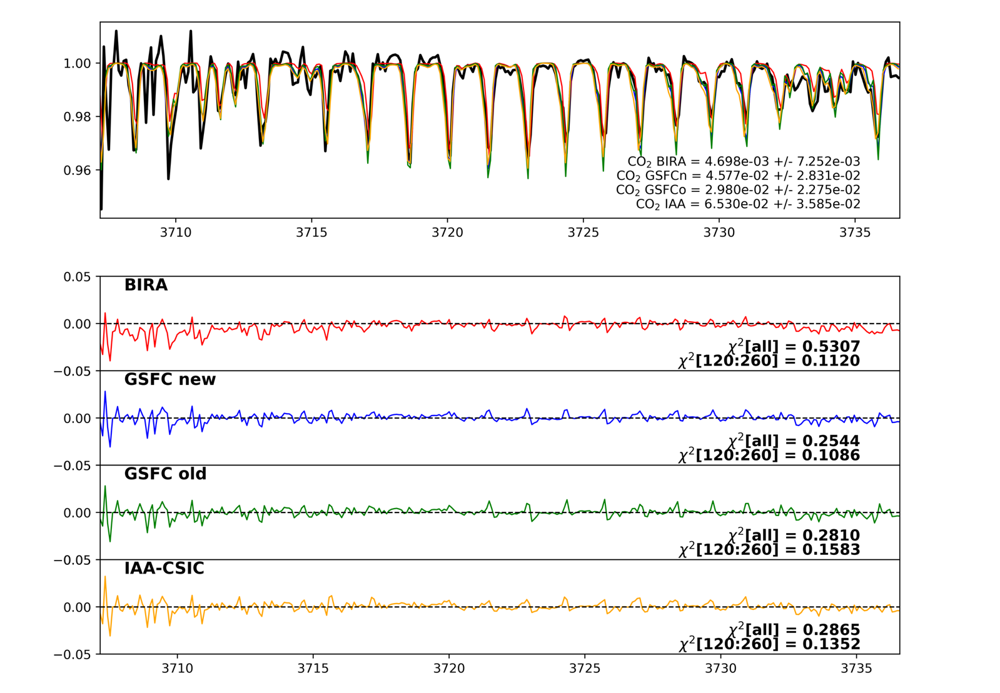 1.00
0.98
0.96
CO₂ BIRA = 4.698e-03 +/- 7.252e-03
CO₂ GSFCn = 4.577e-02 +/- 2.831e-02
CO₂ GSFCo = 2.980e-02 +/- 2.275e-02
CO₂ IAA = 6.530e-02 +/- 3.585e-02
3710 3715 3720 3725 3730 3735
0.05
BIRA
0.00
χ²[all] = 0.5307
χ²[120:260] = 0.1120
−0.05
GSFC new
0.00
χ²[all] = 0.2544
χ²[120:260] = 0.1086
−0.05
GSFC old
0.00
χ²[all] = 0.2810
χ²[120:260] = 0.1583
−0.05
IAA-CSIC
0.00
χ²[all] = 0.2865
χ²[120:260] = 0.1352
−0.05
3710 3715 3720 3725 3730 3735